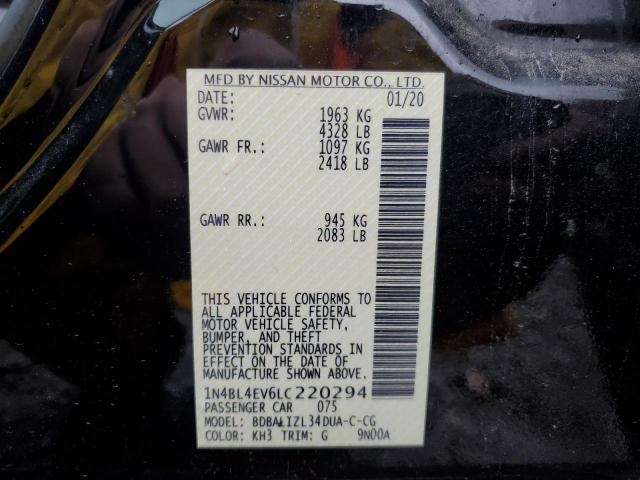 MFD BY NISSAN MOTOR CO., LTD.
DATE: 01/20
GVWR: 1963 KG
4328 LB
GAWR FR.: 1097 KG
2418 LB
GAWR RR.: 945 KG
2083 LB
THIS VEHICLE CONFORMS TO
ALL APPLICABLE FEDERAL
MOTOR VEHICLE SAFETY,
BUMPER, AND THEFT
PREVENTION STANDARDS IN
EFFECT ON THE DATE OF
MANUFACTURE SHOWN ABOVE.
1N4BL4EV6LC220294
PASSENGER CAR 075
MODEL: BDBALIZL34DUA-C-CG
COLOR: KH3 TRIM: G 9N00A